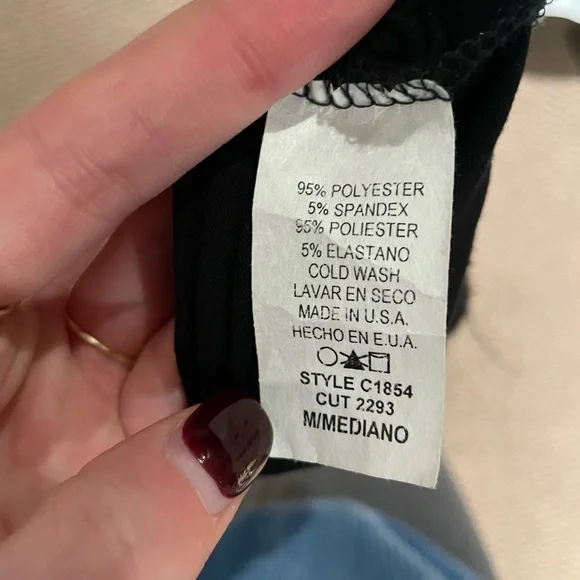 95% POLYESTER
5% SPANDEX
95% POLIESTER
5% ELASTANO
COLD WASH
LAVAR EN SECO
MADE IN U.S.A.
HECHO EN E.U.A.
STYLE C1854
CUT 2293
M/MEDIANO